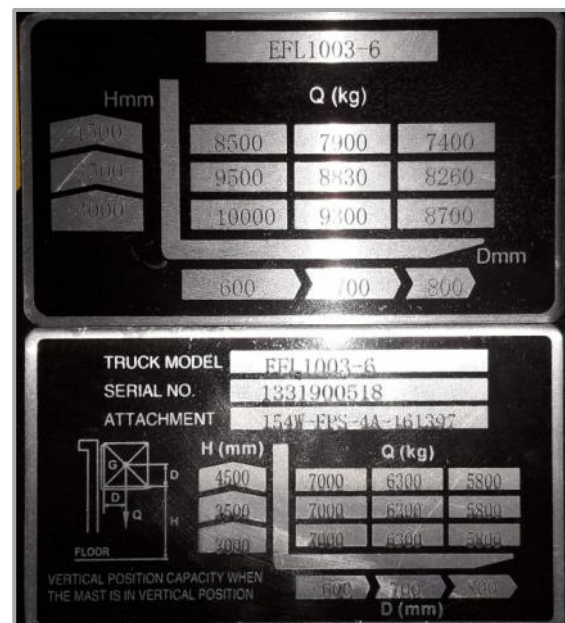 EFL1003-6
Hmm Q (kg)
4500 8500 7900 7400
3500 9500 8830 8260
3000 10000 9300 8700
Dmm
600 700 800
TRUCK MODEL EFL1003-6
SERIAL NO. 1331900518
ATTACHMENT 154W-FPS-4A-161397
H (mm) Q (kg)
4500 7000 6300 5800
3500 7000 6300 5800
3000 7000 6300 5800
G D
D Q H
FLOOR
VERTICAL POSITION CAPACITY WHEN
THE MAST IS IN VERTICAL POSITION
600 700 800
D (mm)